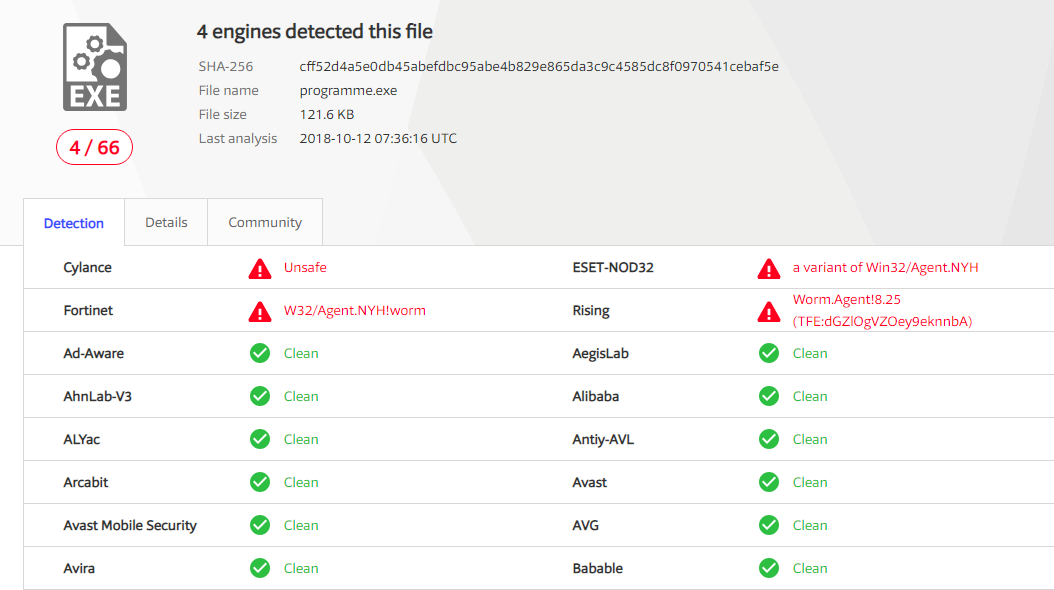 4 engines detected this file
SHA-256 cff52d4a5e0db45abefdbc95abe4b829e865da3c9c4585dc8f0970541cebaf5e
File name programme.exe
File size 121.6 KB
Last analysis 2018-10-12 07:36:16 UTC
EXE
4 / 66
Detection Details Community
Cylance Unsafe ESET-NOD32 a variant of Win32/Agent.NYH
Fortinet W32/Agent.NYH!worm Rising Worm.Agent!8.25
(TFE:dGZlOgVZOey9eknnbA)
Ad-Aware Clean AegisLab Clean
AhnLab-V3 Clean Alibaba Clean
ALYac Clean Antiy-AVL Clean
Arcabit Clean Avast Clean
Avast Mobile Security Clean AVG Clean
Avira Clean Babable Clean